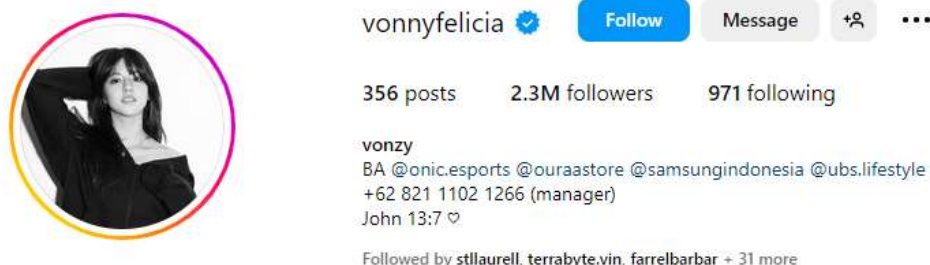 vonnyfelicia Follow Message
356 posts 2.3M followers 971 following
vonzy
BA @onic.esports @ouraastore @samsungindonesia @ubs.lifestyle
+62 821 1102 1266 (manager)
John 13:7 ♡
Followed by stllaurell, terrabyte.vin, farrelbarbar + 31 more